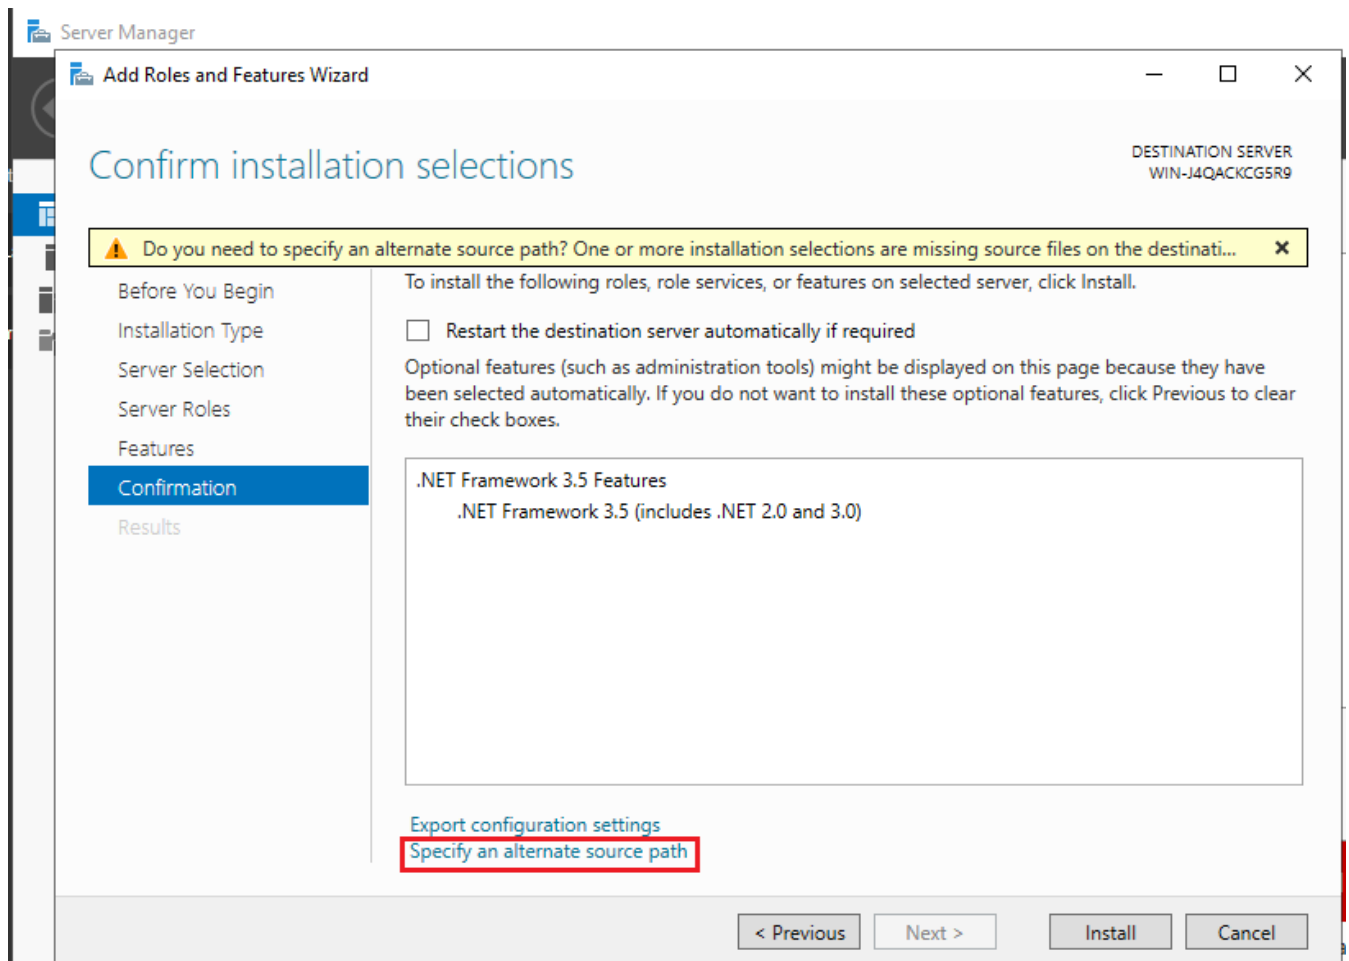 Server Manager
Add Roles and Features Wizard
Confirm installation selections
DESTINATION SERVER
WIN-J4QACKCG5R9
Do you need to specify an alternate source path? One or more installation selections are missing source files on the destinati...
Before You Begin
Installation Type
Server Selection
Server Roles
Features
Confirmation
Results
To install the following roles, role services, or features on selected server, click Install.
Restart the destination server automatically if required
Optional features (such as administration tools) might be displayed on this page because they have
been selected automatically. If you do not want to install these optional features, click Previous to clear
their check boxes.
.NET Framework 3.5 Features
.NET Framework 3.5 (includes .NET 2.0 and 3.0)
Export configuration settings
Specify an alternate source path
< Previous
Next >
Install
Cancel